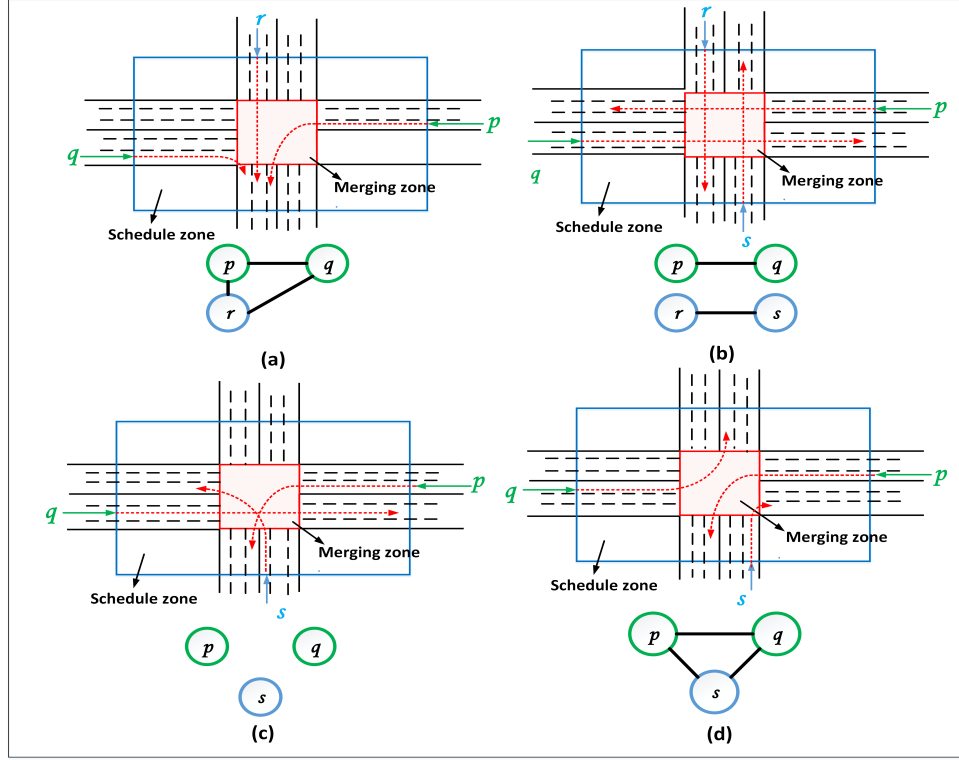 r
p
q
Merging zone
Schedule zone
p q
r
(a)
r
p
q
Merging zone
Schedule zone
s
p q
r s
(b)
p
q
Merging zone
Schedule zone
s
p q
s
(c)
p
q
Merging zone
Schedule zone
s
p q
s
(d)